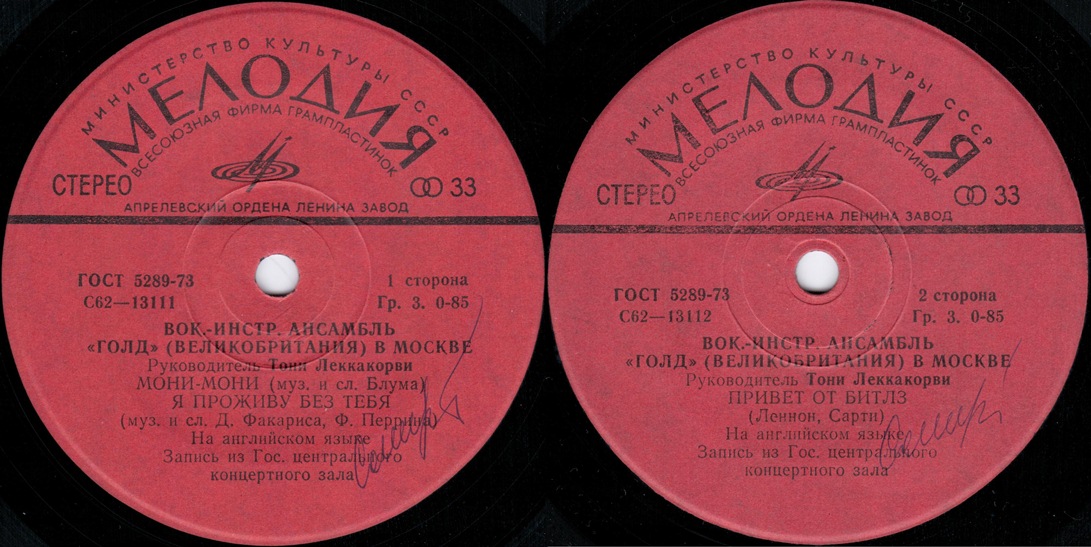 МИНИСТЕРСТВО КУЛЬТУРЫ СССР
МЕЛОДИЯ
ВСЕСОЮЗНАЯ ФИРМА ГРАМПЛАСТИНОК
СТЕРЕО 33
АПРЕЛЕВСКИЙ ОРДЕНА ЛЕНИНА ЗАВОД
ГОСТ 5289-73 1 сторона
С62—13111 Гр. 3. 0-85
ВОК.-ИНСТР. АНСАМБЛЬ
«ГОЛД» (ВЕЛИКОБРИТАНИЯ) В МОСКВЕ
Руководитель Тони Леккакорви
МОНИ-МОНИ (муз. и сл. Блума)
Я ПРОЖИВУ БЕЗ ТЕБЯ
(муз. и сл. Д. Факариса, Ф. Перрина)
На английском языке
Запись из Гос. центрального
концертного зала
МИНИСТЕРСТВО КУЛЬТУРЫ СССР
МЕЛОДИЯ
ВСЕСОЮЗНАЯ ФИРМА ГРАМПЛАСТИНОК
СТЕРЕО 33
АПРЕЛЕВСКИЙ ОРДЕНА ЛЕНИНА ЗАВОД
ГОСТ 5289-73 2 сторона
С62—13112 Гр. 3. 0-85
ВОК.-ИНСТР. АНСАМБЛЬ
«ГОЛД» (ВЕЛИКОБРИТАНИЯ) В МОСКВЕ
Руководитель Тони Леккакорви
ПРИВЕТ ОТ БИТЛЗ
(Леннон, Сарти)
На английском языке
Запись из Гос. центрального
концертного зала